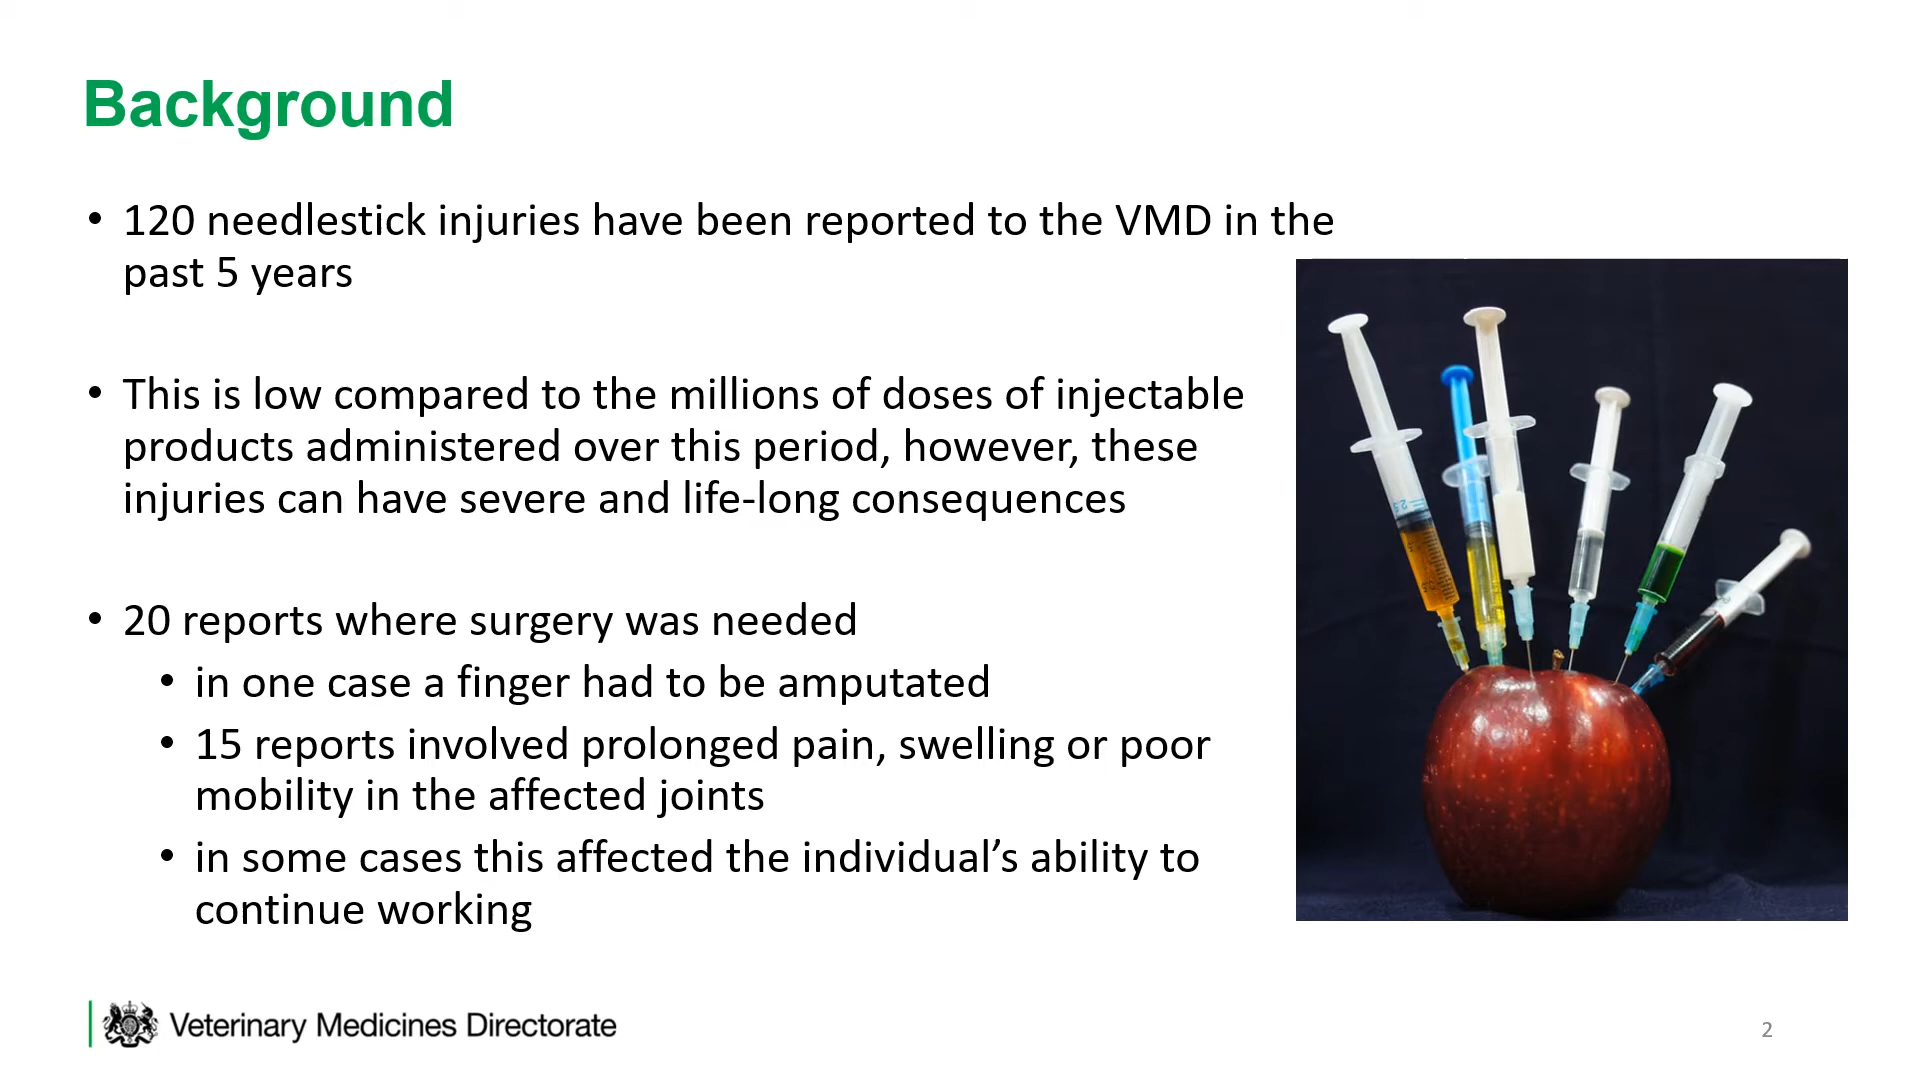 Background
• 120 needlestick injuries have been reported to the VMD in the
past 5 years
• This is low compared to the millions of doses of injectable
products administered over this period, however, these
injuries can have severe and life-long consequences
• 20 reports where surgery was needed
• in one case a finger had to be amputated
• 15 reports involved prolonged pain, swelling or poor
mobility in the affected joints
• in some cases this affected the individual’s ability to
continue working
Veterinary Medicines Directorate
2